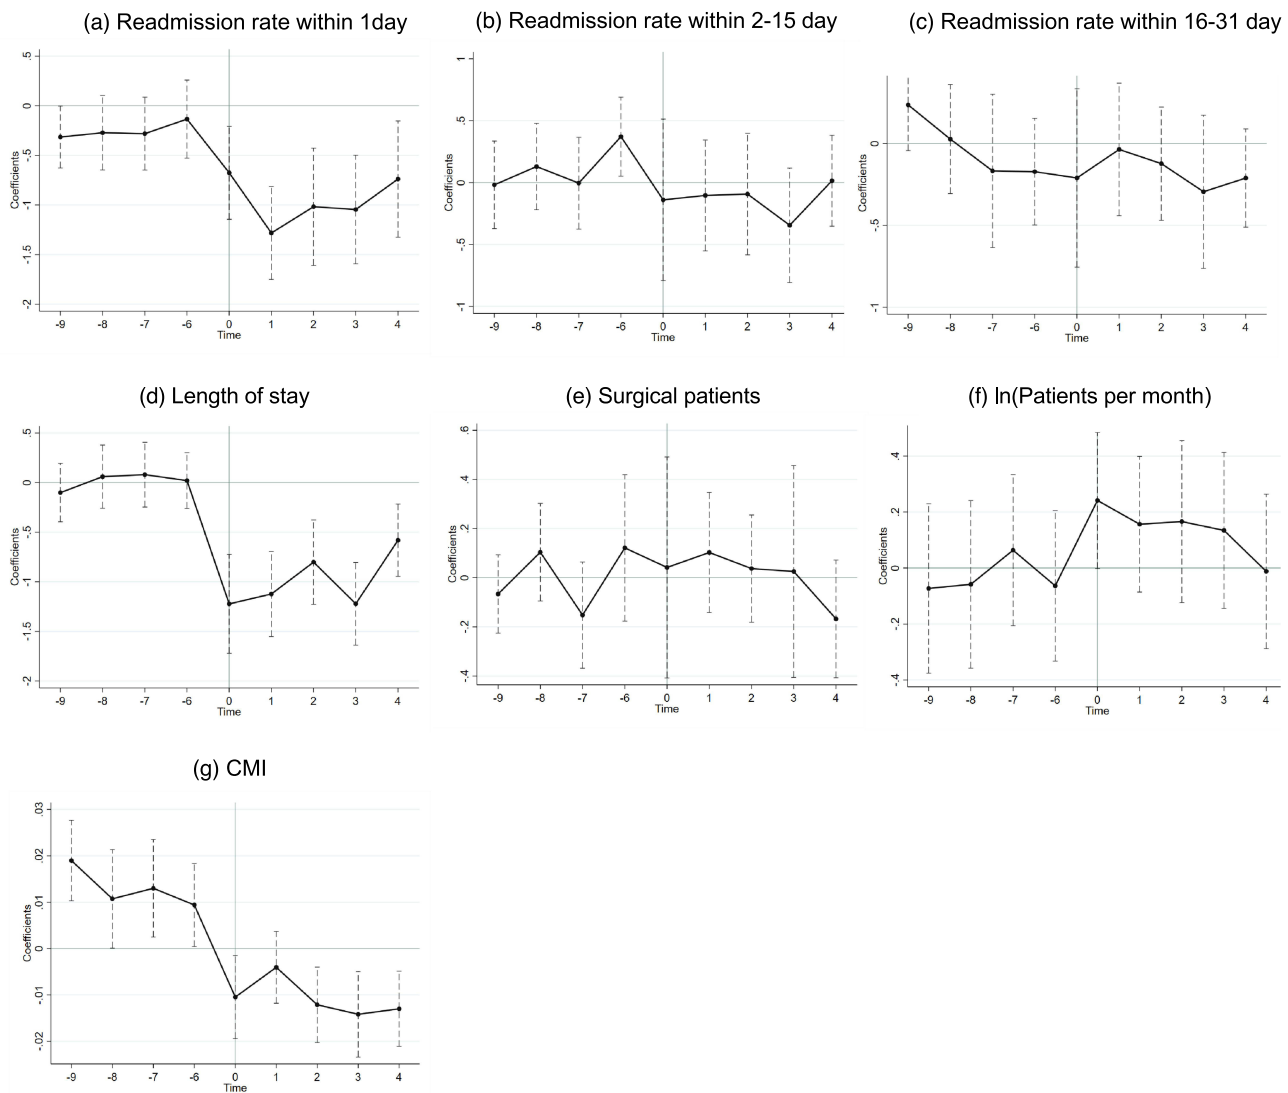 (a) Readmission rate within 1day
(b) Readmission rate within 2-15 day
(c) Readmission rate within 16-31 day
.5
0
-.5
-1
-1.5
-2
Coefficients
-9 -8 -7 -6 0 1 2 3 4
Time
1
.5
0
-.5
-1
Coefficients
-9 -8 -7 -6 0 1 2 3 4
Time
0
-.5
-1
Coefficients
-9 -8 -7 -6 0 1 2 3 4
Time
(d) Length of stay
(e) Surgical patients
(f) ln(Patients per month)
.5
0
-.5
-1
-1.5
-2
Coefficients
-9 -8 -7 -6 0 1 2 3 4
Time
.6
.4
.2
0
-.2
-.4
Coefficients
-9 -8 -7 -6 0 1 2 3 4
Time
.4
.2
0
-.2
-.4
Coefficients
-9 -8 -7 -6 0 1 2 3 4
Time
(g) CMI
.03
.02
.01
0
-.01
-.02
Coefficients
-9 -8 -7 -6 0 1 2 3 4
Time